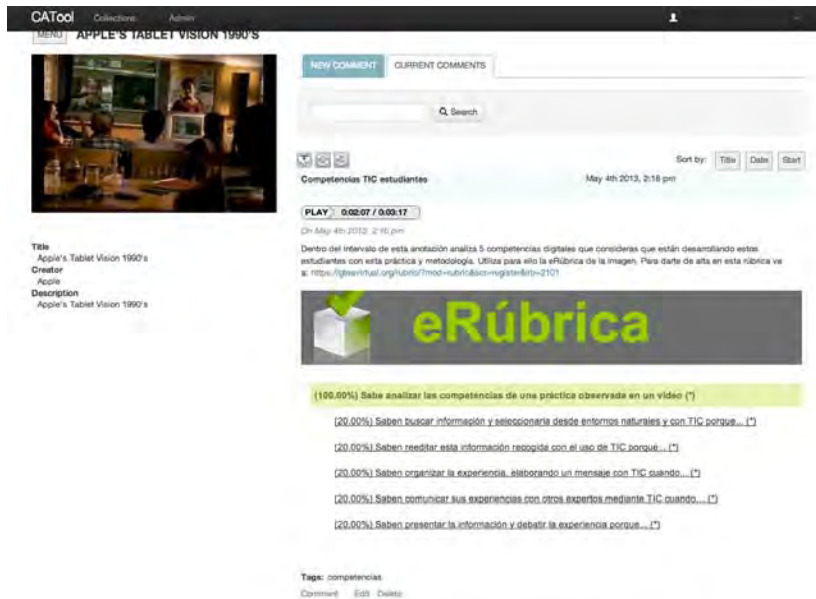 CATool Collections Admin
MENU APPLE'S TABLET VISION 1990'S
NEW COMMENT CURRENT COMMENTS
Search
Sort by: Title Date Start
Competencias TIC estudiantes May 4th 2013, 2:16 pm
PLAY 0:02:07 / 0:03:17
On May 4th 2013, 2:16 pm
Title
Apple's Tablet Vision 1990's
Creator
Apple
Description
Apple's Tablet Vision 1990's
Dentro del intervalo de esta anotación analiza 5 competencias digitales que consideras que están desarrollando estos
estudiantes con esta práctica y metodología. Utiliza para ello la eRúbrica de la imagen. Para darte de alta en esta rúbrica ve
a:
eRúbrica
(100.00%) Sabe analizar las competencias de una práctica observada en un video (*)
(20.00%) Saben buscar información y seleccionarla desde entornos naturales y con TIC porque... (*)
(20.00%) Saben reeditar esta información recogida con el uso de TIC porque... (*)
(20.00%) Saben organizar la experiencia, elaborando un mensaje con TIC cuando... (*)
(20.00%) Saben comunicar sus experiencias con otros expertos mediante TIC cuando.... (*)
(20.00%) Saben presentar la información y debatir la experiencia porque... (*)
Tags: competencias
Comment Edit Delete